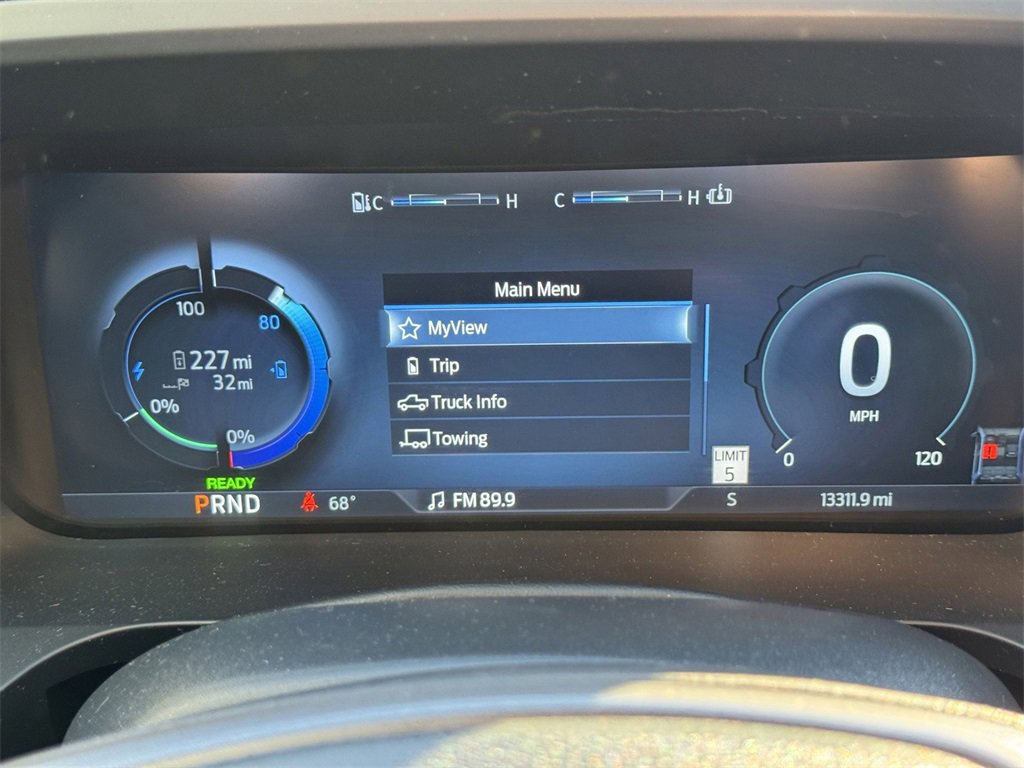 C H C H
Main Menu
MyView
Trip
Truck Info
Towing
100
80
227 mi
32 mi
0%
0%
READY
PRND
68°
FM 89.9
LIMIT
5
S
0
MPH
0 120
13311.9 mi